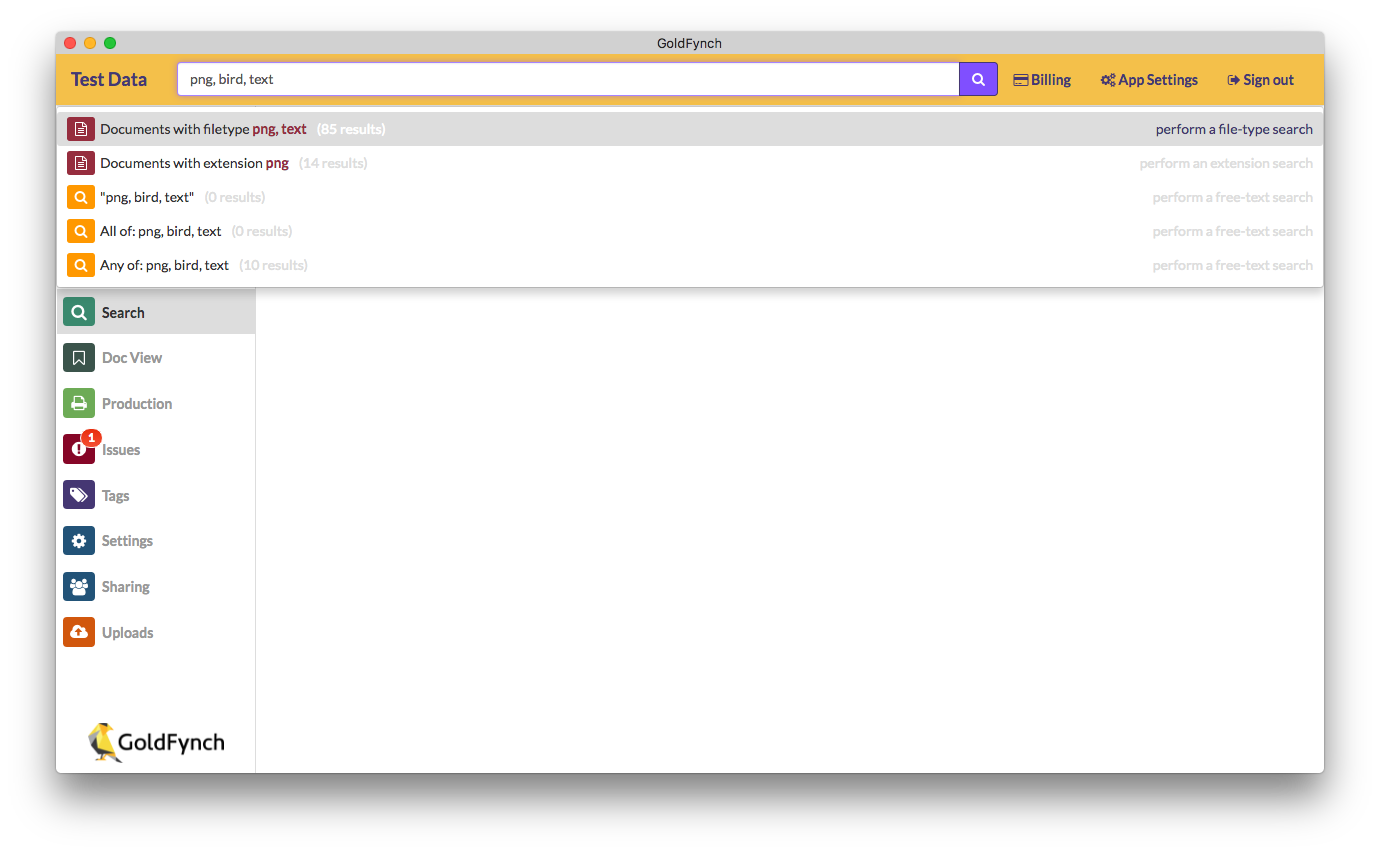 GoldFynch
Test Data
png, bird, text
Billing
App Settings
Sign out
Documents with filetype png, text (85 results) perform a file-type search
Documents with extension png (14 results) perform an extension search
"png, bird, text" (0 results) perform a free-text search
All of: png, bird, text (0 results) perform a free-text search
Any of: png, bird, text (10 results) perform a free-text search
Search
Doc View
Production
1
Issues
Tags
Settings
Sharing
Uploads
GoldFynch